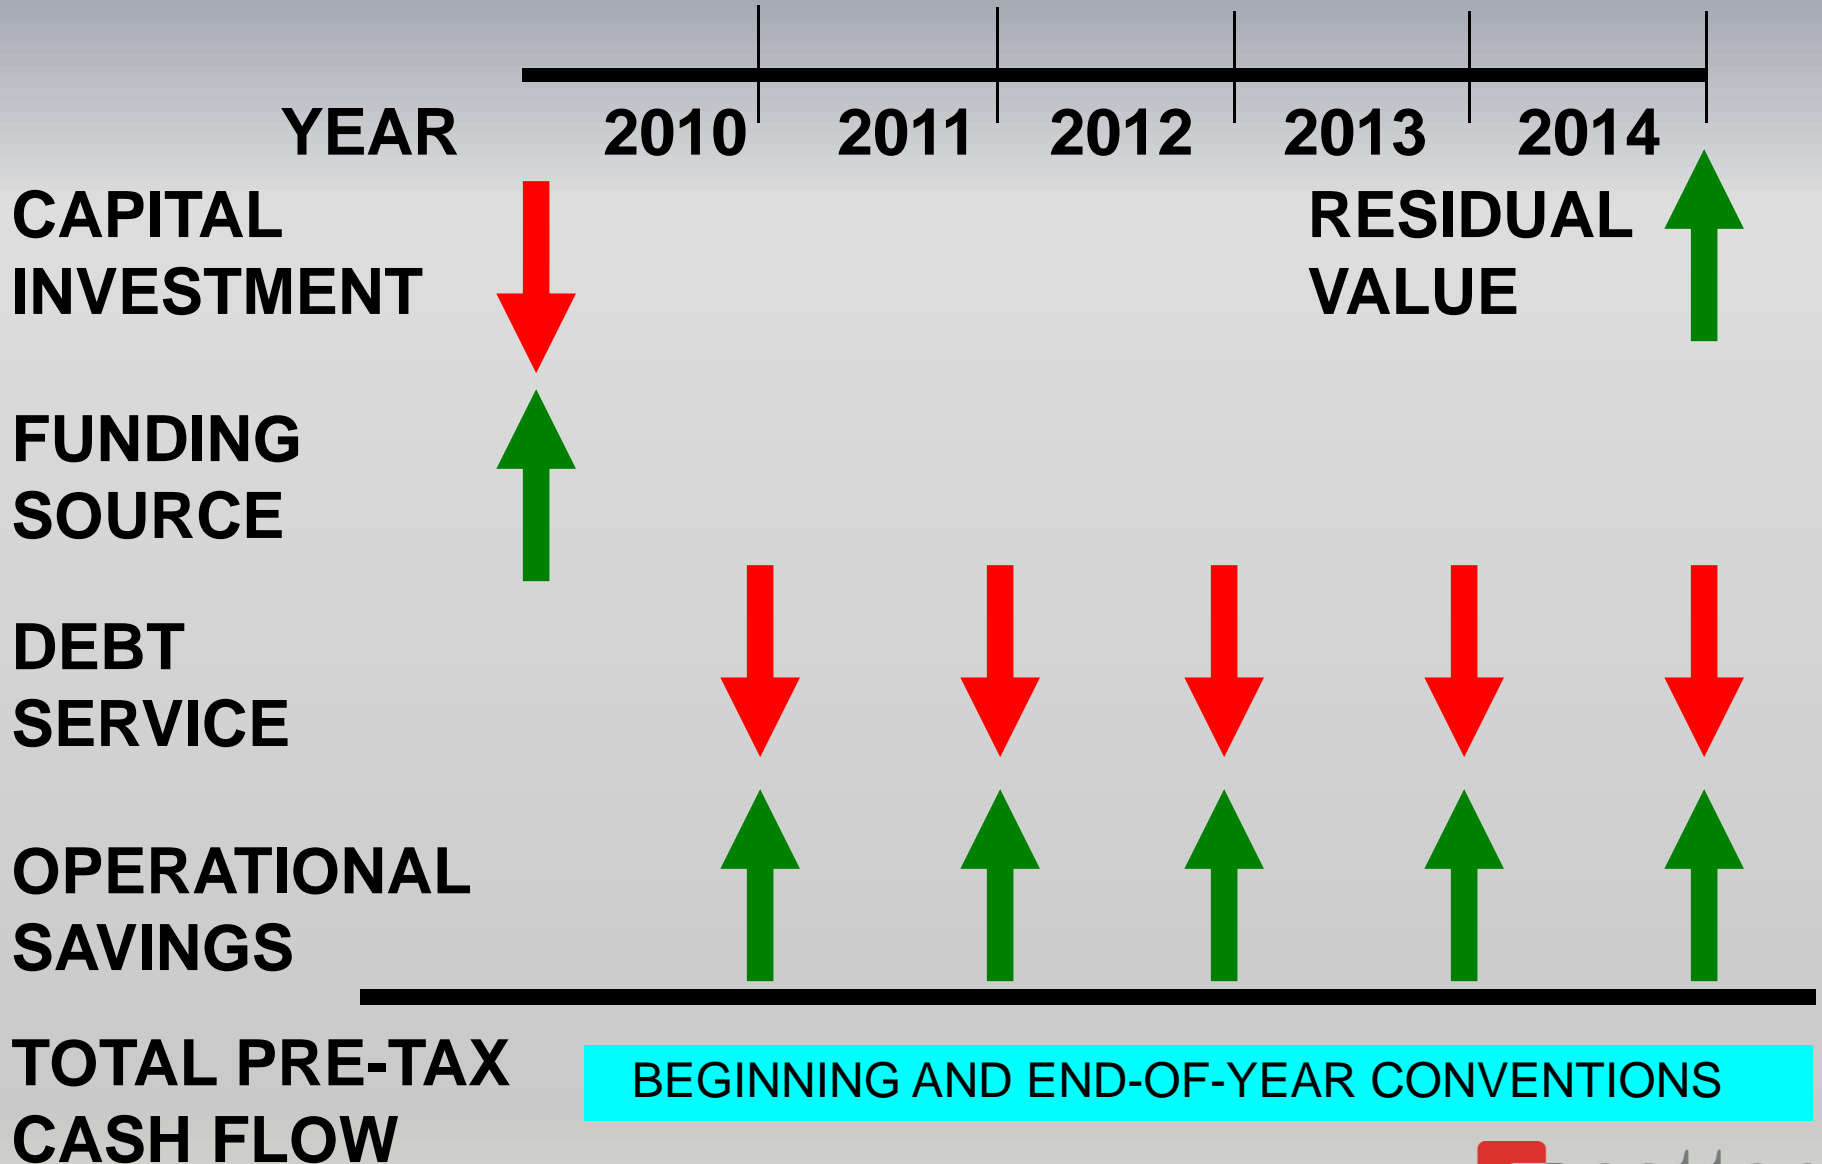 YEAR 2010 2011 2012 2013 2014
CAPITAL
INVESTMENT
RESIDUAL
VALUE
FUNDING
SOURCE
DEBT
SERVICE
OPERATIONAL
SAVINGS
TOTAL PRE-TAX
CASH FLOW
BEGINNING AND END-OF-YEAR CONVENTIONS